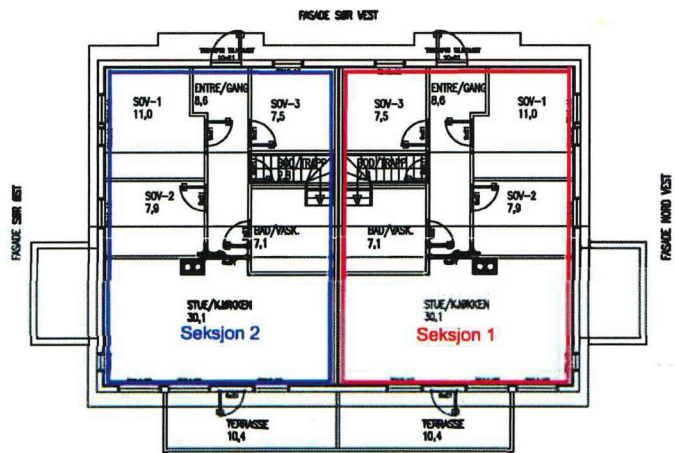 FASADE SØR VEST
ENTRE/GANG
8,6
SOV-1
11,0
SOV-3
7,5
SOV-2
7,9
BOD/TRAPP
BAD/VASK.
7,1
STUE/KJØKKEN
30,1
Seksjon 2
TERRASSE
10,4
FASADE SØR ØST
SOV-3
7,5
ENTRE/GANG
8,6
SOV-1
11,0
BOD/TRAPP
SOV-2
7,9
BAD/VASK.
7,1
STUE/KJØKKEN
30,1
Seksjon 1
TERRASSE
10,4
FASADE NORD VEST